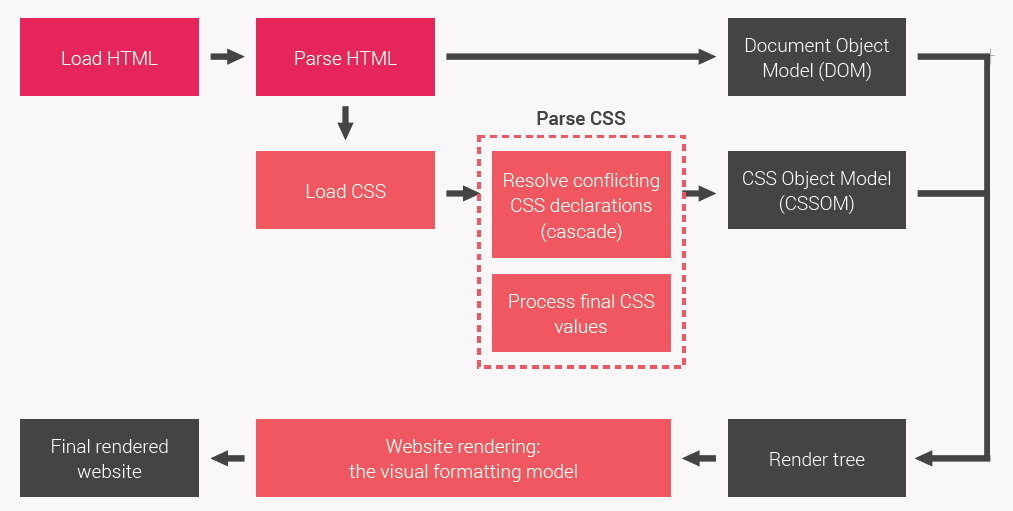 Load HTML
Parse HTML
Document Object
Model (DOM)
Parse CSS
Load CSS
Resolve conflicting
CSS declarations
(cascade)
CSS Object Model
(CSSOM)
Process final CSS
values
Final rendered
website
Website rendering:
the visual formatting model
Render tree